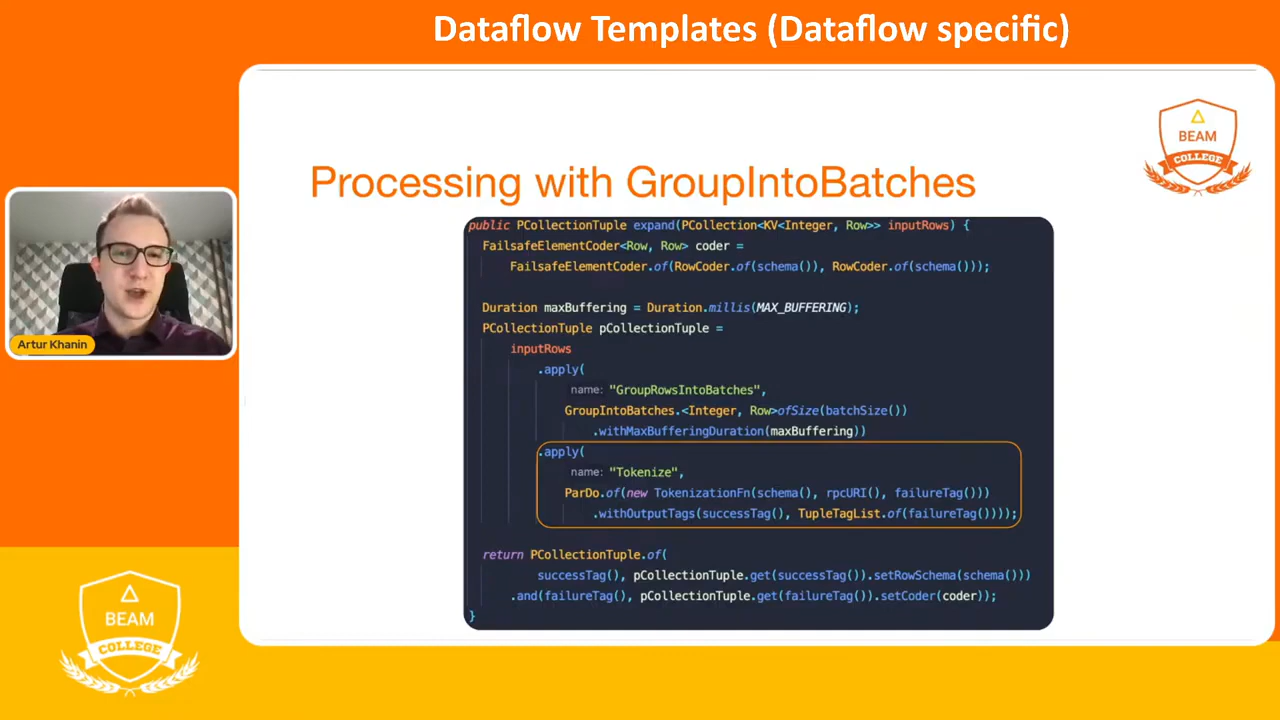 Dataflow Templates (Dataflow specific)
BEAM
COLLEGE
Processing with GroupIntoBatches
public PCollectionTuple expand(PCollection<KV<Integer, Row>> inputRows) {
FailsafeElementCoder<Row, Row> coder =
FailsafeElementCoder.of(RowCoder.of(schema()), RowCoder.of(schema()));
Duration maxBuffering = Duration.millis(MAX_BUFFERING);
PCollectionTuple pCollectionTuple =
inputRows
.apply(
name: "GroupRowsIntoBatches",
GroupIntoBatches.<Integer, Row>ofSize(batchSize())
.withMaxBufferingDuration(maxBuffering))
.apply(
name: "Tokenize",
ParDo.of(new TokenizationFn(schema(), rpcURI(), failureTag()))
.withOutputTags(successTag(), TupleTagList.of(failureTag())));
return PCollectionTuple.of(
successTag(), pCollectionTuple.get(successTag()).setRowSchema(schema()))
.and(failureTag(), pCollectionTuple.get(failureTag()).setCoder(coder));
}
Artur Khanin
BEAM
COLLEGE